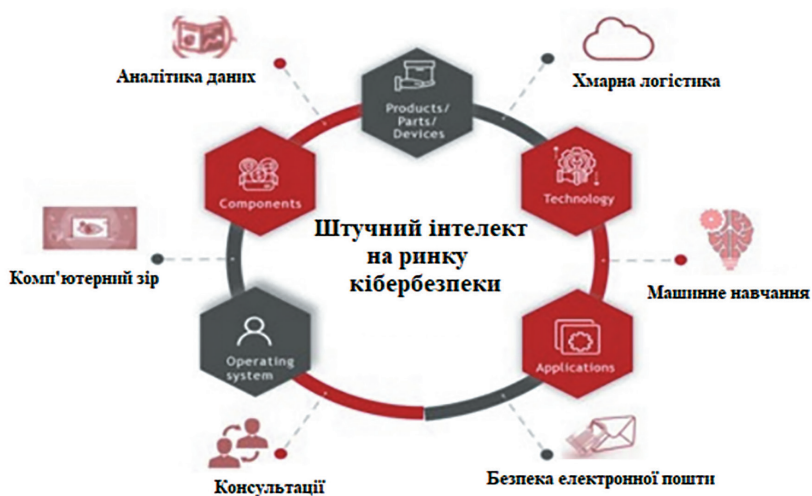 Аналітика даних
Хмарна логістика
Products/
Parts/
Devices
Components
Technology
Штучний інтелект
на ринку
кібербезпеки
Комп'ютерний зір
Машинне навчання
Operating
system
Applications
Консультації
Безпека електронної пошти